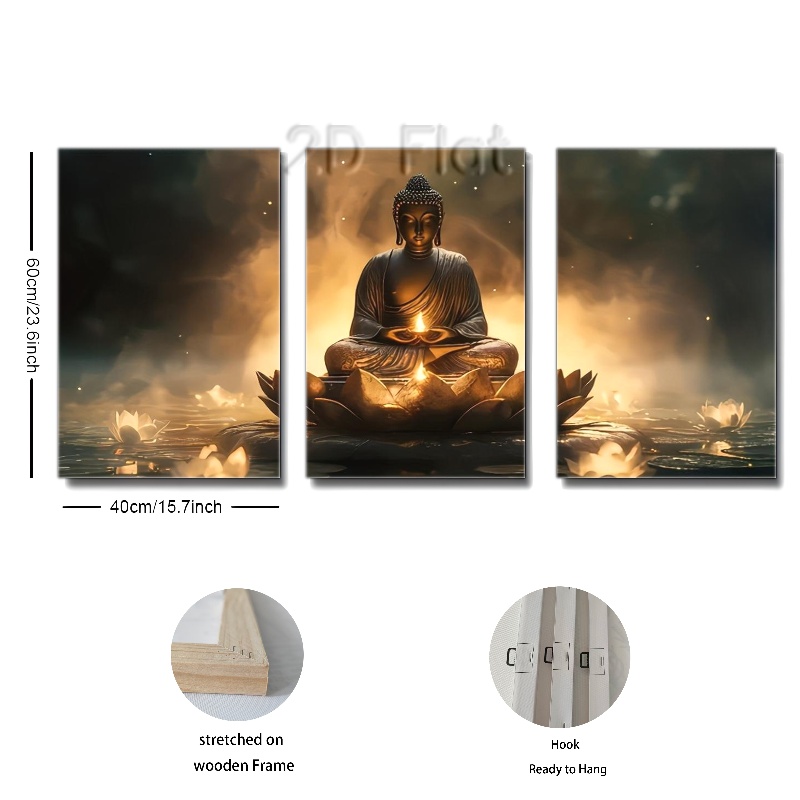 2D Flat
60cm/23.6inch
40cm/15.7inch
stretched on
wooden Frame
Hook
Ready to Hang